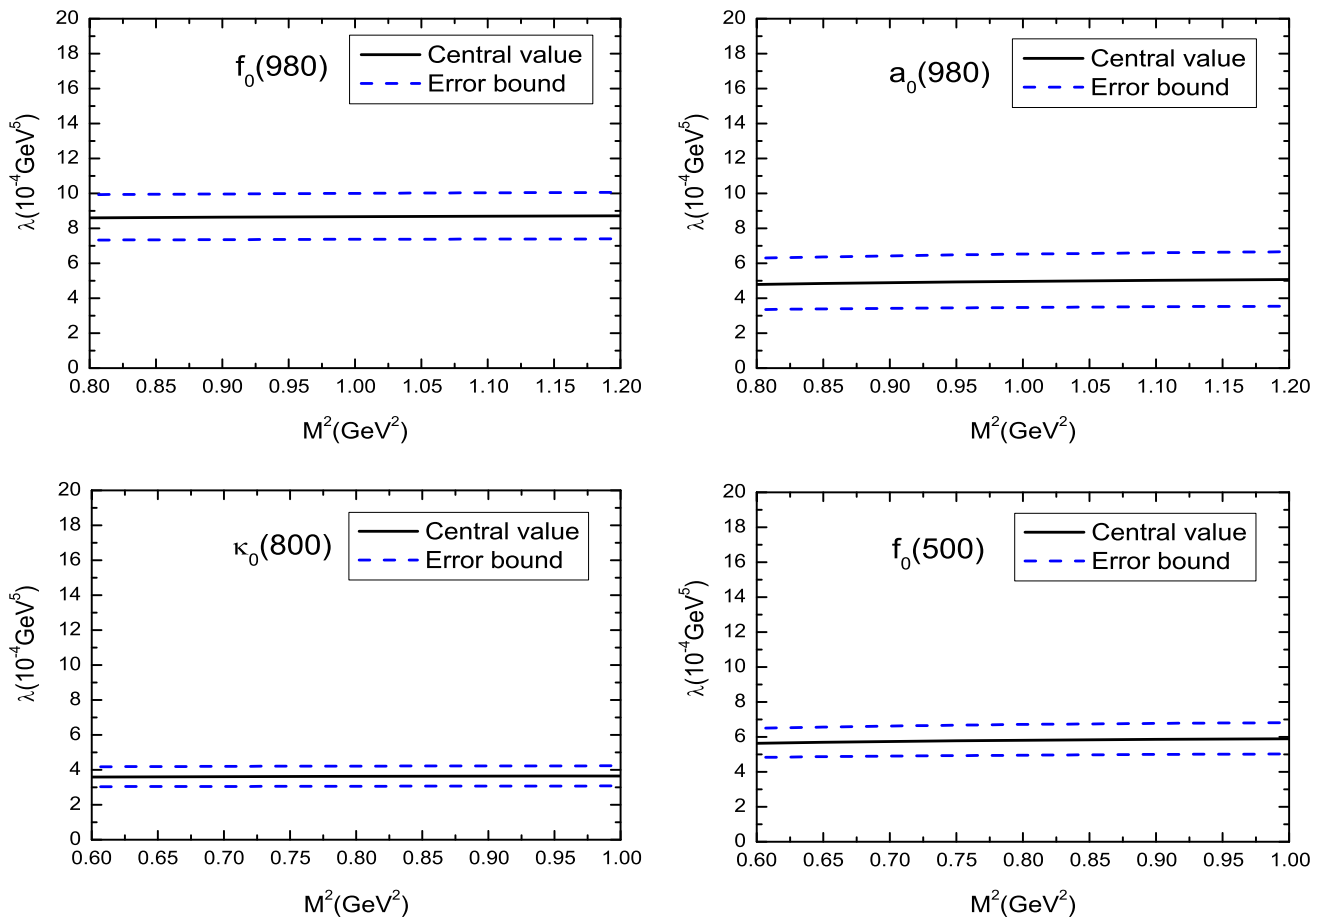 20
18
16
14
12
10
8
6
4
2
0
λ(10⁻⁴GeV⁵)
f₀(980)
Central value
Error bound
0.80 0.85 0.90 0.95 1.00 1.05 1.10 1.15 1.20
M²(GeV²)
20
18
16
14
12
10
8
6
4
2
0
λ(10⁻⁴GeV⁵)
a₀(980)
Central value
Error bound
0.80 0.85 0.90 0.95 1.00 1.05 1.10 1.15 1.20
M²(GeV²)
20
18
16
14
12
10
8
6
4
2
0
λ(10⁻⁴GeV⁵)
κ₀(800)
Central value
Error bound
0.60 0.65 0.70 0.75 0.80 0.85 0.90 0.95 1.00
M²(GeV²)
20
18
16
14
12
10
8
6
4
2
0
λ(10⁻⁴GeV⁵)
f₀(500)
Central value
Error bound
0.60 0.65 0.70 0.75 0.80 0.85 0.90 0.95 1.00
M²(GeV²)